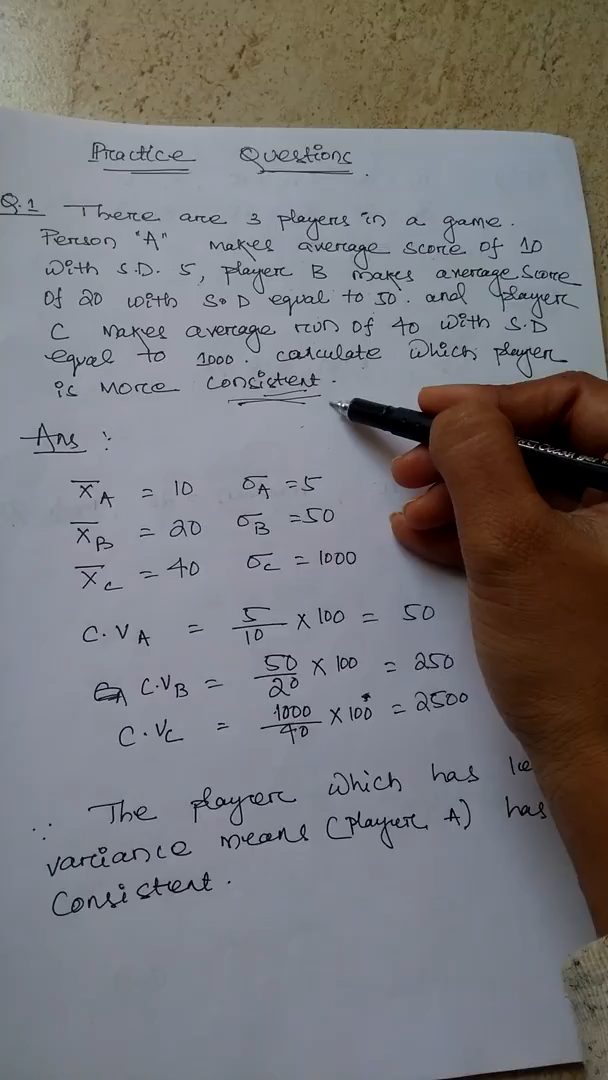 Practice Questions.
Q.1 There are 3 players in a game.
Person "A" makes average score of 10
with S.D. 5, player B makes average score
of 20 with S.D equal to 50. and player
C makes average run of 40 with S.D
equal to 1000. calculate which player
is more consistent.
Ans :
X̄A = 10 σA = 5
X̄B = 20 σB = 50
X̄C = 40 σC = 1000
C.VA = 5/10 × 100 = 50
C.VB = 50/20 × 100 = 250
C.VC = 1000/40 × 100 = 2500
∴ The player which has
variance means (player A) has
consistent.